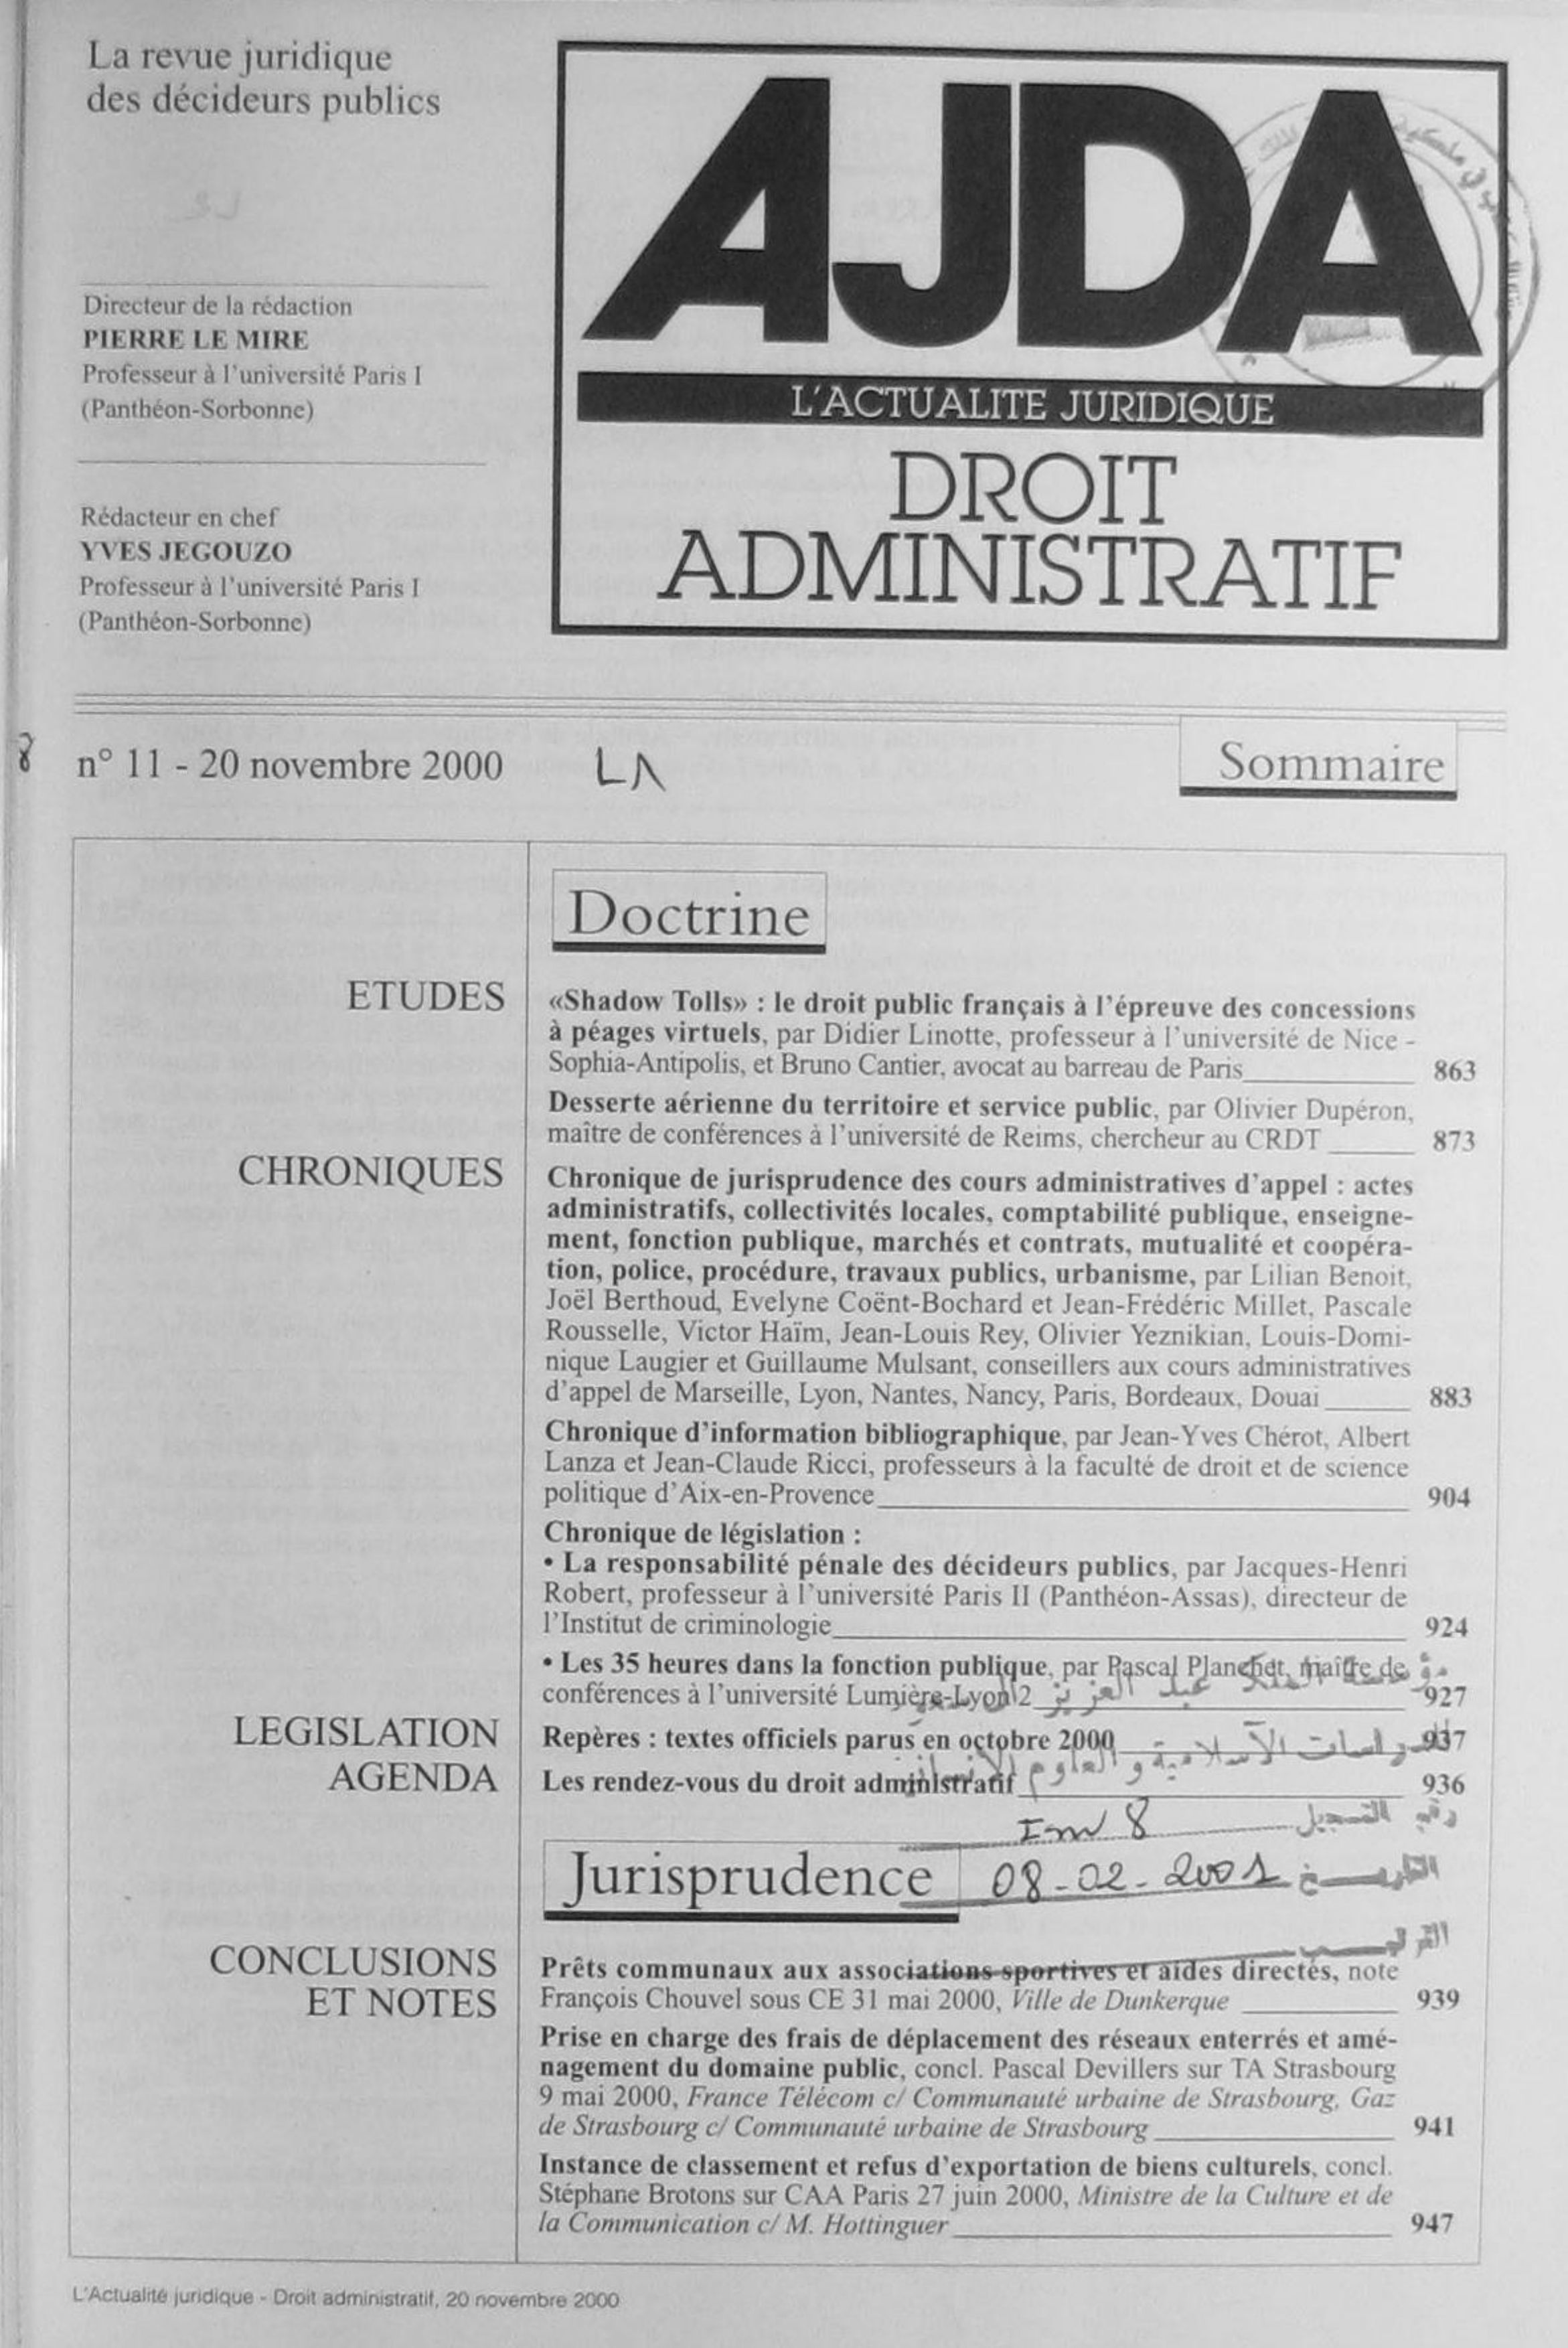 La revue juridique
des décideurs publics
Directeur de la rédaction
PIERRE LE MIRE
Professeur à l'université Paris I
(Panthéon-Sorbonne)
Rédacteur en chef
YVES JEGOUZO
Professeur à l'université Paris I
(Panthéon-Sorbonne)
AJDA
L'ACTUALITE JURIDIQUE
DROIT
ADMINISTRATIF
8
n° 11 - 20 novembre 2000
Sommaire
Doctrine
ETUDES
«Shadow Tolls» : le droit public français à l'épreuve des concessions
à péages virtuels, par Didier Linotte, professeur à l'université de Nice -
Sophia-Antipolis, et Bruno Cantier, avocat au barreau de Paris 863
Desserte aérienne du territoire et service public, par Olivier Dupéron,
maître de conférences à l'université de Reims, chercheur au CRDT 873
CHRONIQUES
Chronique de jurisprudence des cours administratives d'appel : actes
administratifs, collectivités locales, comptabilité publique, enseigne-
ment, fonction publique, marchés et contrats, mutualité et coopéra-
tion, police, procédure, travaux publics, urbanisme, par Lilian Benoit,
Joël Berthoud, Evelyne Coënt-Bochard et Jean-Frédéric Millet, Pascale
Rousselle, Victor Haïm, Jean-Louis Rey, Olivier Yeznikian, Louis-Domi-
nique Laugier et Guillaume Mulsant, conseillers aux cours administratives
d'appel de Marseille, Lyon, Nantes, Nancy, Paris, Bordeaux, Douai 883
Chronique d'information bibliographique, par Jean-Yves Chérot, Albert
Lanza et Jean-Claude Ricci, professeurs à la faculté de droit et de science
politique d'Aix-en-Provence 904
Chronique de législation :
• La responsabilité pénale des décideurs publics, par Jacques-Henri
Robert, professeur à l'université Paris II (Panthéon-Assas), directeur de
l'Institut de criminologie 924
• Les 35 heures dans la fonction publique, par Pascal Planchet, maître de
conférences à l'université Lumière-Lyon 2 927
مؤسسة الملك عبد العزيز
LEGISLATION
Repères : textes officiels parus en octobre 2000 937
للدراسات الآسلامية و العلوم الانسانية
AGENDA
Les rendez-vous du droit administratif 936
رقم التسجيل Im 8
Jurisprudence
التاريخ 08-02-2001
CONCLUSIONS
ET NOTES
Prêts communaux aux associations sportives et aides directes, note
François Chouvel sous CE 31 mai 2000, Ville de Dunkerque 939
Prise en charge des frais de déplacement des réseaux enterrés et amé-
nagement du domaine public, concl. Pascal Devillers sur TA Strasbourg
9 mai 2000, France Télécom c/ Communauté urbaine de Strasbourg, Gaz
de Strasbourg c/ Communauté urbaine de Strasbourg 941
Instance de classement et refus d'exportation de biens culturels, concl.
Stéphane Brotons sur CAA Paris 27 juin 2000, Ministre de la Culture et de
la Communication c/ M. Hottinguer 947
L'Actualité juridique - Droit administratif, 20 novembre 2000